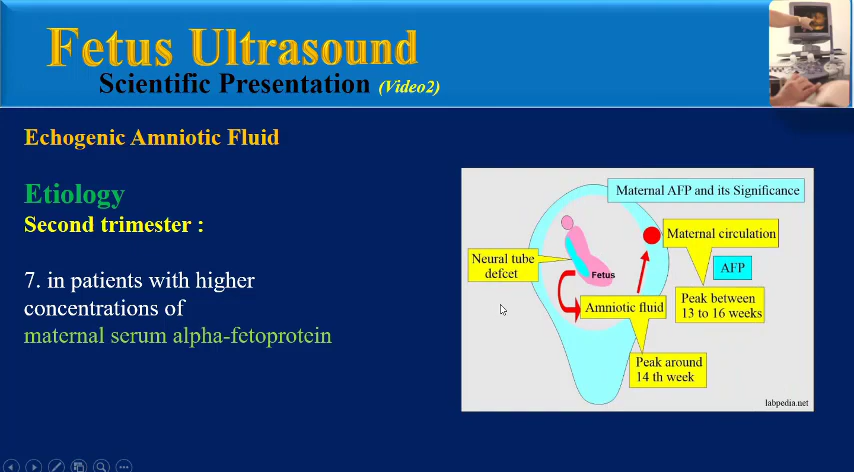 Fetus Ultrasound
Scientific Presentation (Video2)
Echogenic Amniotic Fluid
Etiology
Second trimester :
7. in patients with higher
concentrations of
maternal serum alpha-fetoprotein
Maternal AFP and its Significance
Maternal circulation
Neural tube
defcet
Fetus
AFP
Amniotic fluid
Peak between
13 to 16 weeks
Peak around
14 th week
labpedia.net